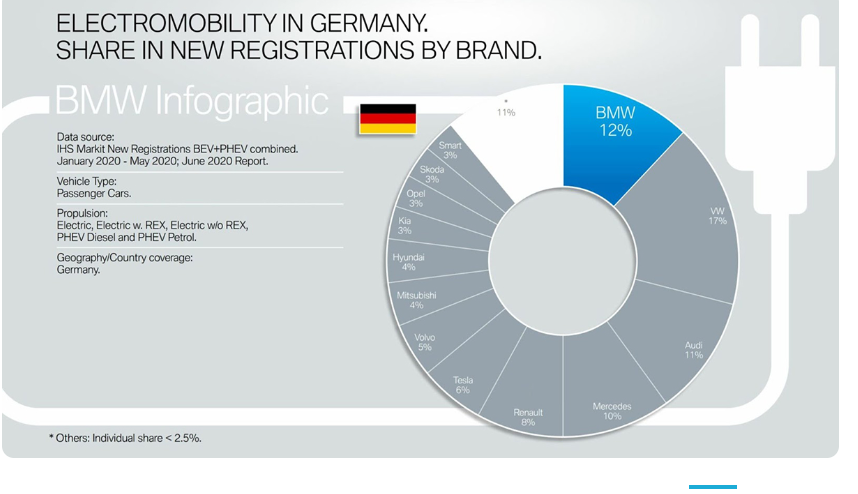 ELECTROMOBILITY IN GERMANY.
SHARE IN NEW REGISTRATIONS BY BRAND.
BMW Infographic
Data source:
IHS Markit New Registrations BEV+PHEV combined.
January 2020 - May 2020; June 2020 Report.
Vehicle Type:
Passenger Cars.
Propulsion:
Electric, Electric w. REX, Electric w/o REX,
PHEV Diesel and PHEV Petrol.
Geography/Country coverage:
Germany.
*
11%
BMW
12%
VW
17%
Audi
11%
Mercedes
10%
Renault
8%
Tesla
6%
Volvo
5%
Mitsubishi
4%
Hyundai
4%
Kia
3%
Opel
3%
Skoda
3%
Smart
3%
* Others: Individual share < 2.5%.